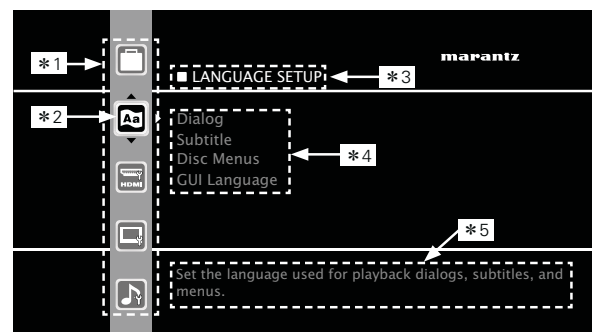 marantz
*1
■ LANGUAGE SETUP
*3
*2
Aa
Dialog
Subtitle
Disc Menus
GUI Language
*4
HDMI
*5
Set the language used for playback dialogs, subtitles, and
menus.